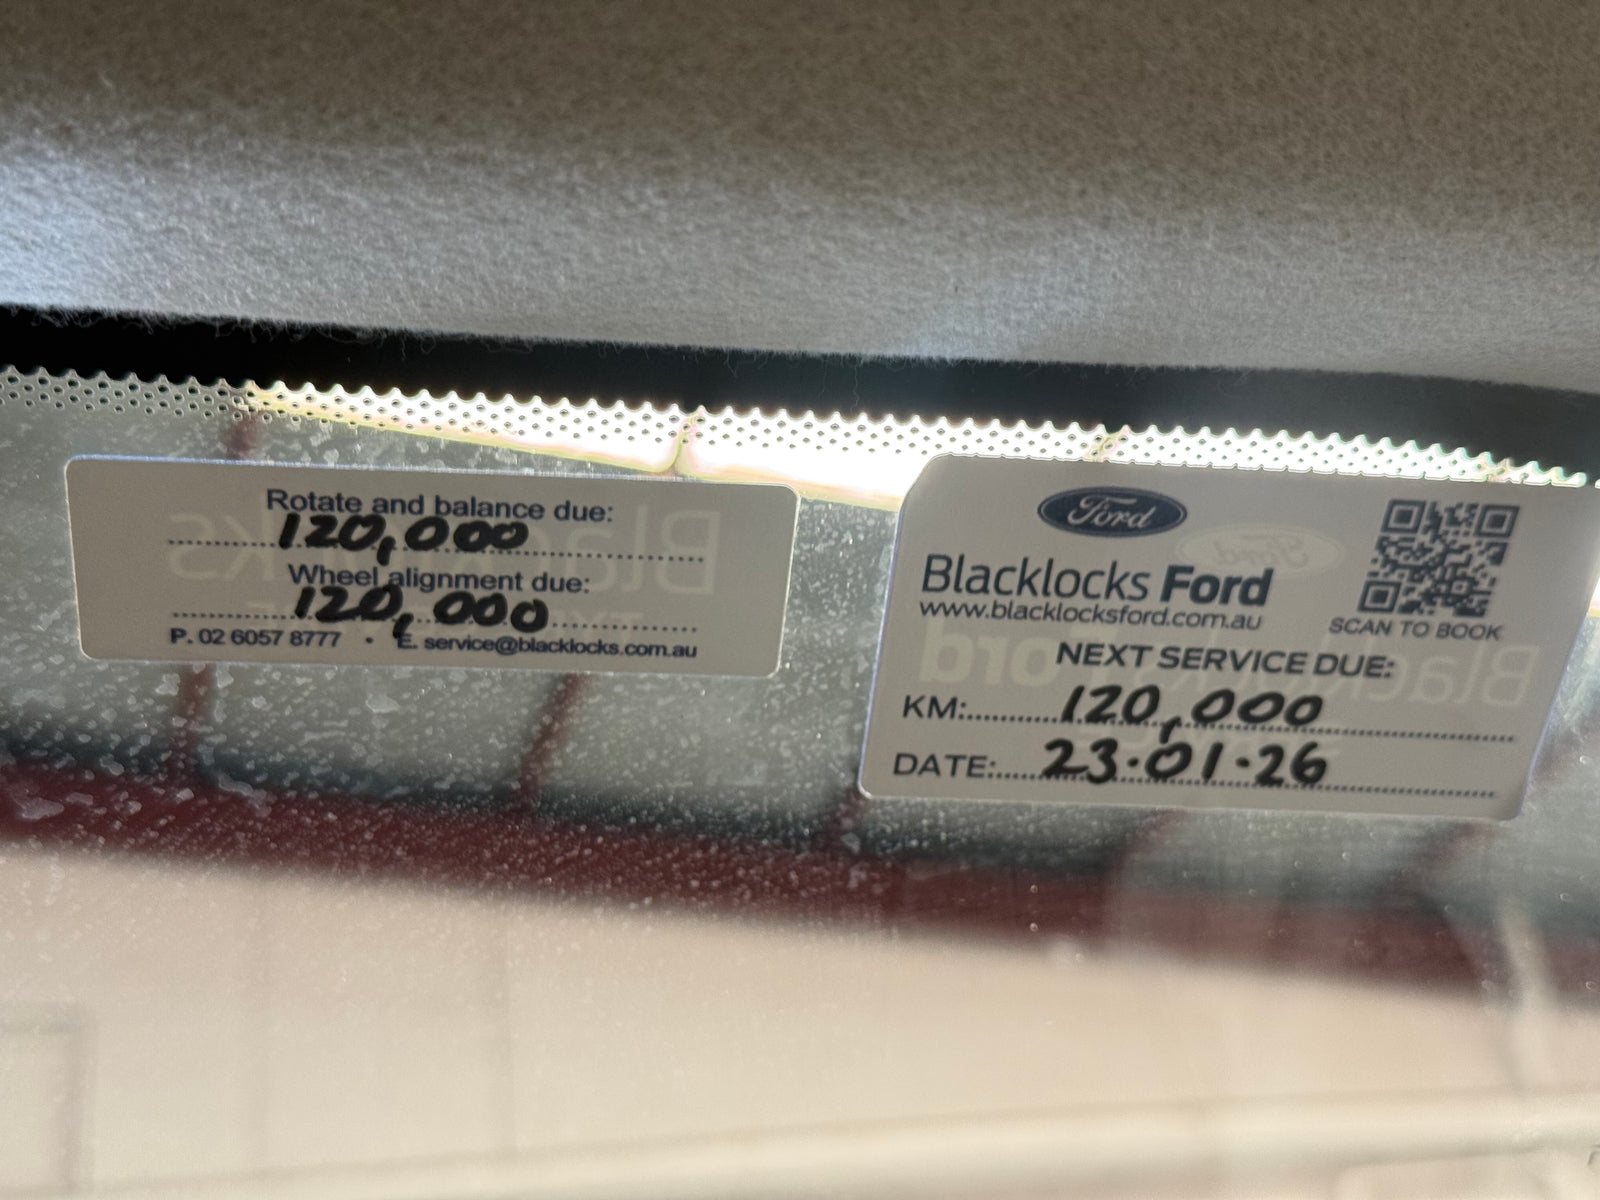 Rotate and balance due:
120,000
Wheel alignment due:
120,000
P. 02 6057 8777 • E. service@blacklocks.com.au
Ford
Blacklocks Ford
www.blacklocksford.com.au
SCAN TO BOOK
NEXT SERVICE DUE:
KM: 120,000
DATE: 23.01.26